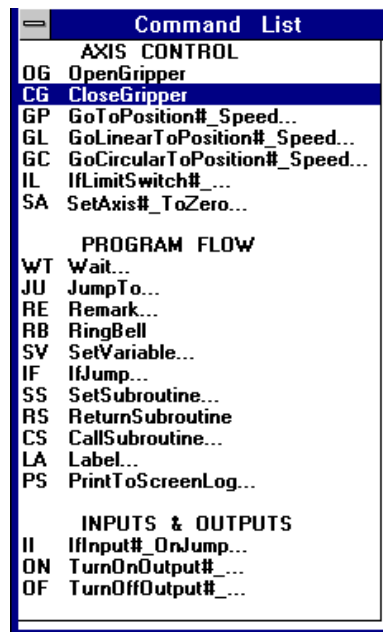 Command List
AXIS CONTROL
OG OpenGripper
CG CloseGripper
GP GoToPosition#_Speed...
GL GoLinearToPosition#_Speed...
GC GoCircularToPosition#_Speed...
IL IfLimitSwitch#_...
SA SetAxis#_ToZero...
PROGRAM FLOW
WT Wait...
JU JumpTo...
RE Remark...
RB RingBell
SV SetVariable...
IF IfJump...
SS SetSubroutine...
RS ReturnSubroutine
CS CallSubroutine...
LA Label...
PS PrintToScreenLog...
INPUTS & OUTPUTS
II IfInput#_OnJump...
ON TurnOnOutput#_...
OF TurnOffOutput#_...